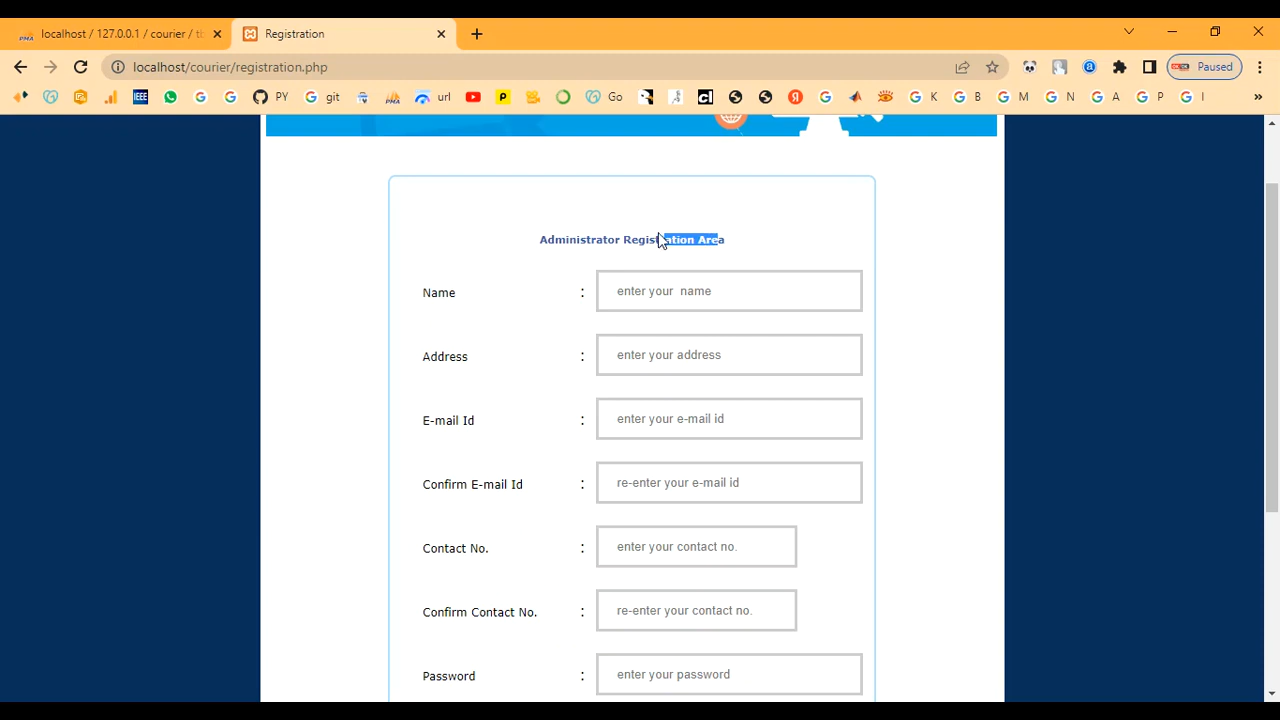 localhost / 127.0.0.1 / courier / tb
Registration
localhost/courier/registration.php
Paused
IEEE
PY
git
PMA
url
Go
K
B
M
N
A
P
I
Administrator Registration Area
Name : enter your  name
Address : enter your address
E-mail Id : enter your e-mail id
Confirm E-mail Id : re-enter your e-mail id
Contact No. : enter your contact no.
Confirm Contact No. : re-enter your contact no.
Password : enter your password